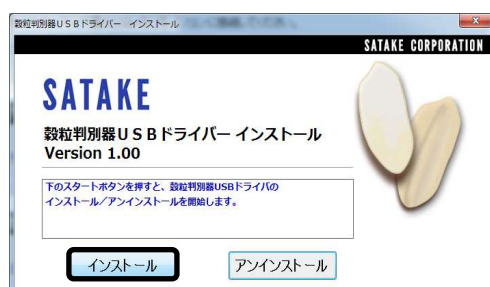 穀粒判別器USBドライバー インストール
SATAKE CORPORATION
SATAKE
穀粒判別器USBドライバー インストール
Version 1.00
下のスタートボタンを押すと、穀粒判別器USBドライバの
インストール／アンインストールを開始します。
インストール
アンインストール